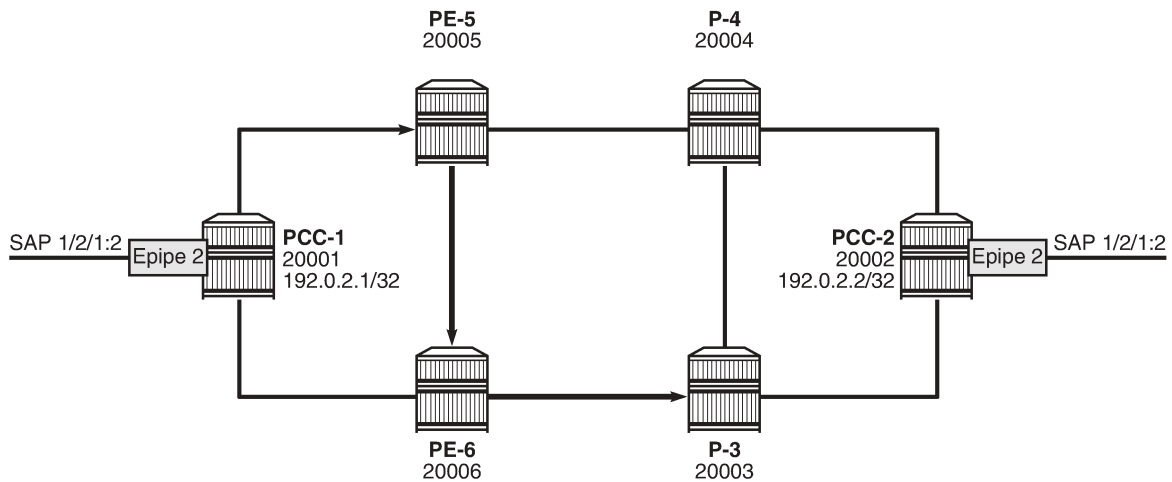 PE-5
20005
P-4
20004
SAP 1/2/1:2
Epipe 2
PCC-1
20001
192.0.2.1/32
PCC-2
20002
192.0.2.2/32
Epipe 2
SAP 1/2/1:2
PE-6
20006
P-3
20003